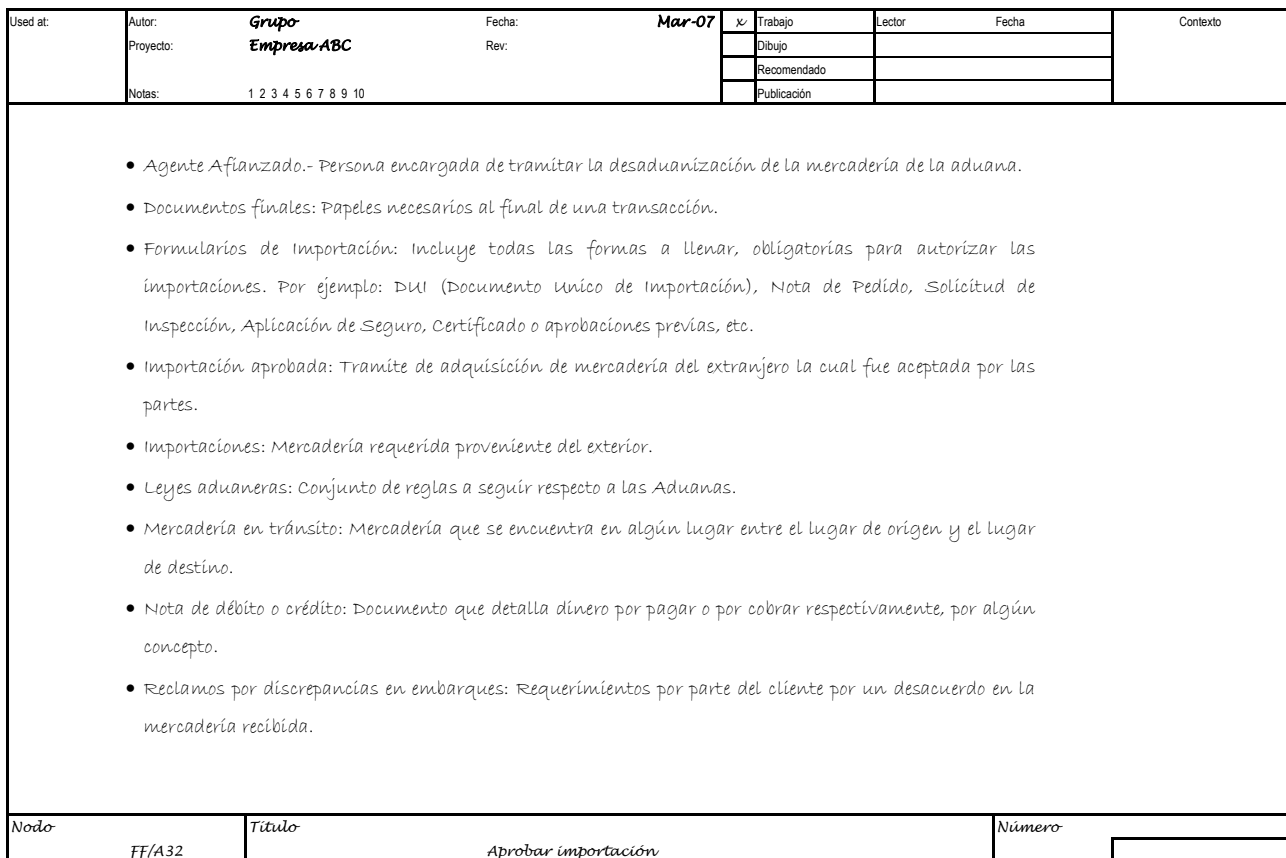 Used at: Autor: Grupo Fecha: Mar-07 x Trabajo Lector Fecha Contexto
Proyecto: Empresa ABC Rev: Dibujo
Recomendado
Notas: 1 2 3 4 5 6 7 8 9 10 Publicación
• Agente Afianzado.- Persona encargada de tramitar la desaduanización de la mercadería de la aduana.
• Documentos finales: Papeles necesarios al final de una transacción.
• Formularios de Importación: Incluye todas las formas a llenar, obligatorias para autorizar las
importaciones. Por ejemplo: DUI (Documento Unico de Importación), Nota de Pedido, Solicitud de
Inspección, Aplicación de Seguro, Certificado o aprobaciones previas, etc.
• Importación aprobada: Tramite de adquisición de mercadería del extranjero la cual fue aceptada por las
partes.
• Importaciones: Mercadería requerida proveniente del exterior.
• Leyes aduaneras: Conjunto de reglas a seguir respecto a las Aduanas.
• Mercadería en tránsito: Mercadería que se encuentra en algún lugar entre el lugar de origen y el lugar
de destino.
• Nota de débito o crédito: Documento que detalla dinero por pagar o por cobrar respectivamente, por algún
concepto.
• Reclamos por discrepancias en embarques: Requerimientos por parte del cliente por un desacuerdo en la
mercadería recibida.
Nodo Título Número
FF/A32 Aprobar importación